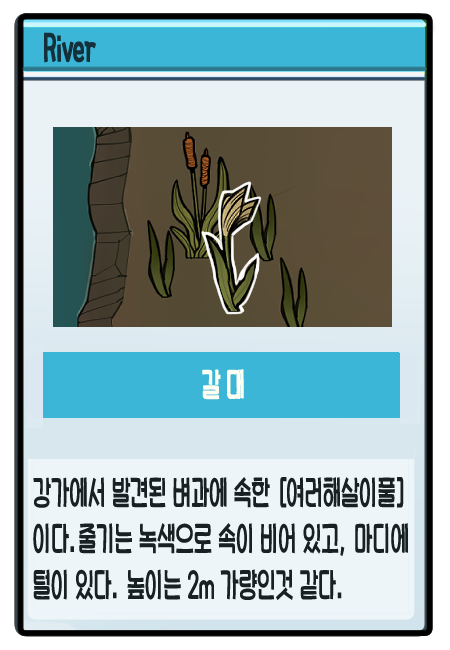 River
갈대
강가에서 발견된 벼과에 속한 [여러해살이풀]
이다. 줄기는 녹색으로 속이 비어 있고, 마디에
털이 있다. 높이는 2m 가량인것 같다.